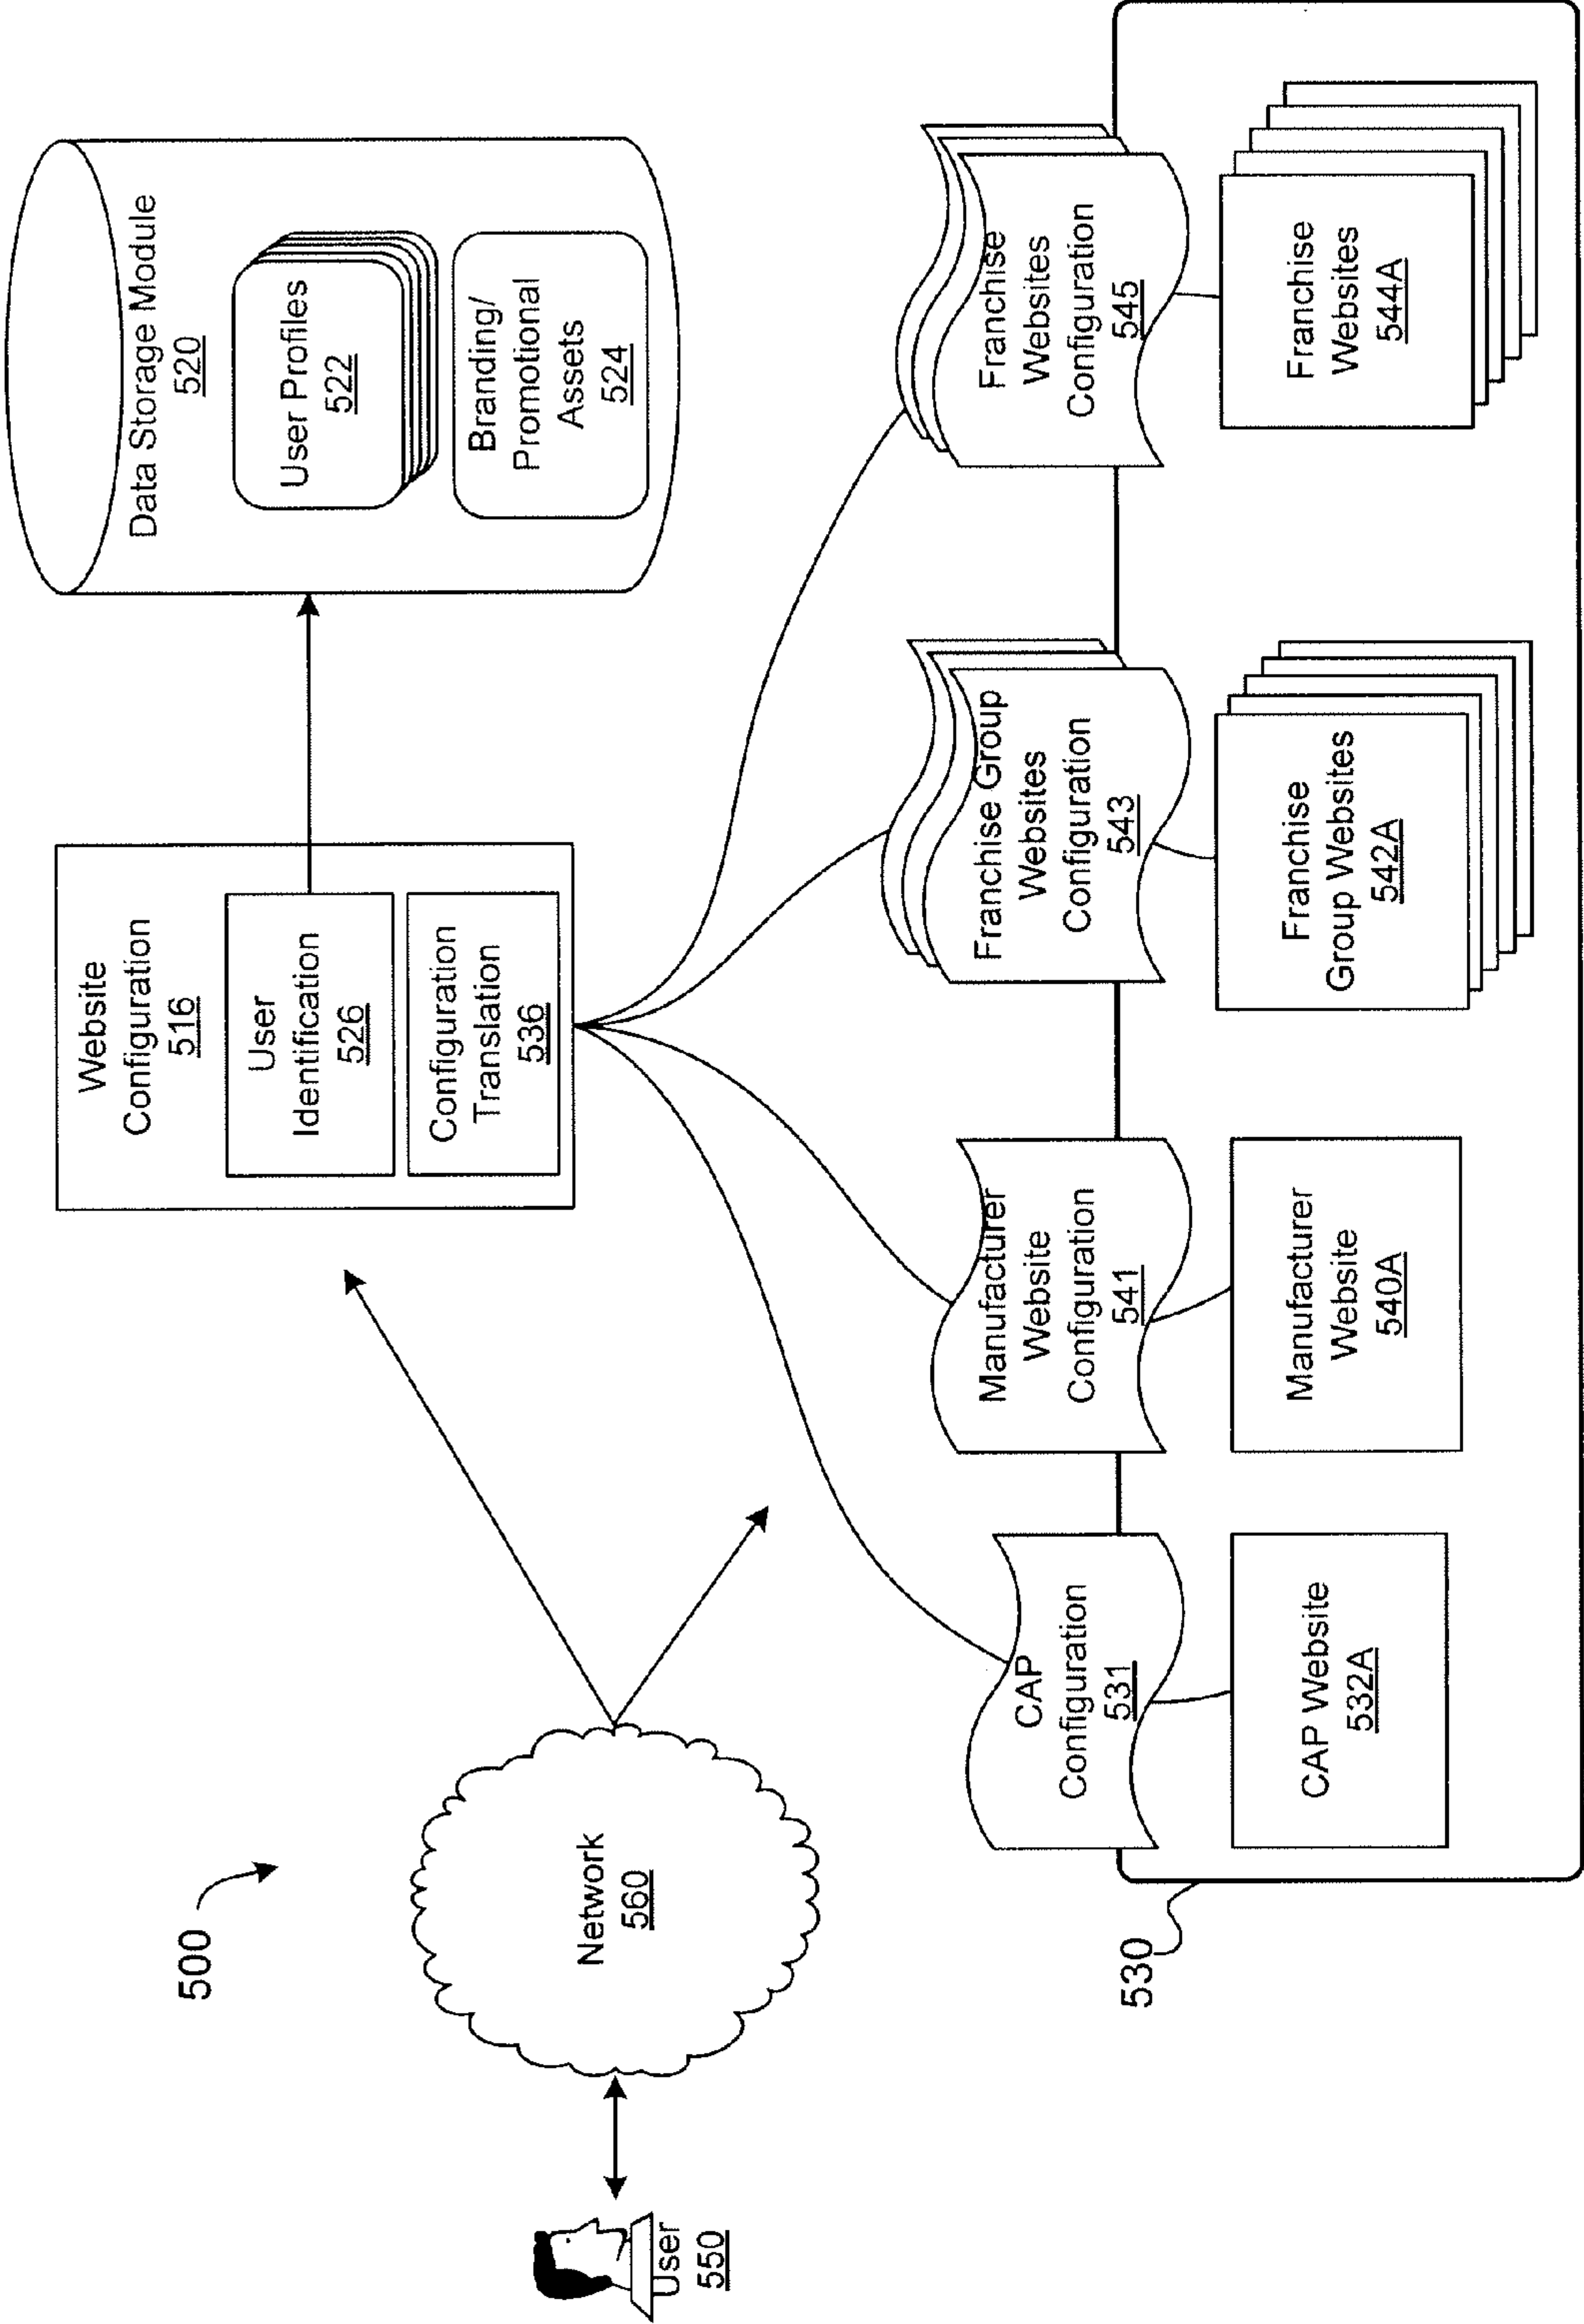 500
User
550
Network
560
Website
Configuration
516
User
Identification
526
Configuration
Translation
536
Data Storage Module
520
User Profiles
522
Branding/
Promotional
Assets
524
530
CAP
Configuration
531
CAP Website
532A
Manufacturer
Website
Configuration
541
Manufacturer
Website
540A
Franchise Group
Websites
Configuration
543
Franchise
Group Websites
542A
Franchise
Websites
Configuration
545
Franchise
Websites
544A